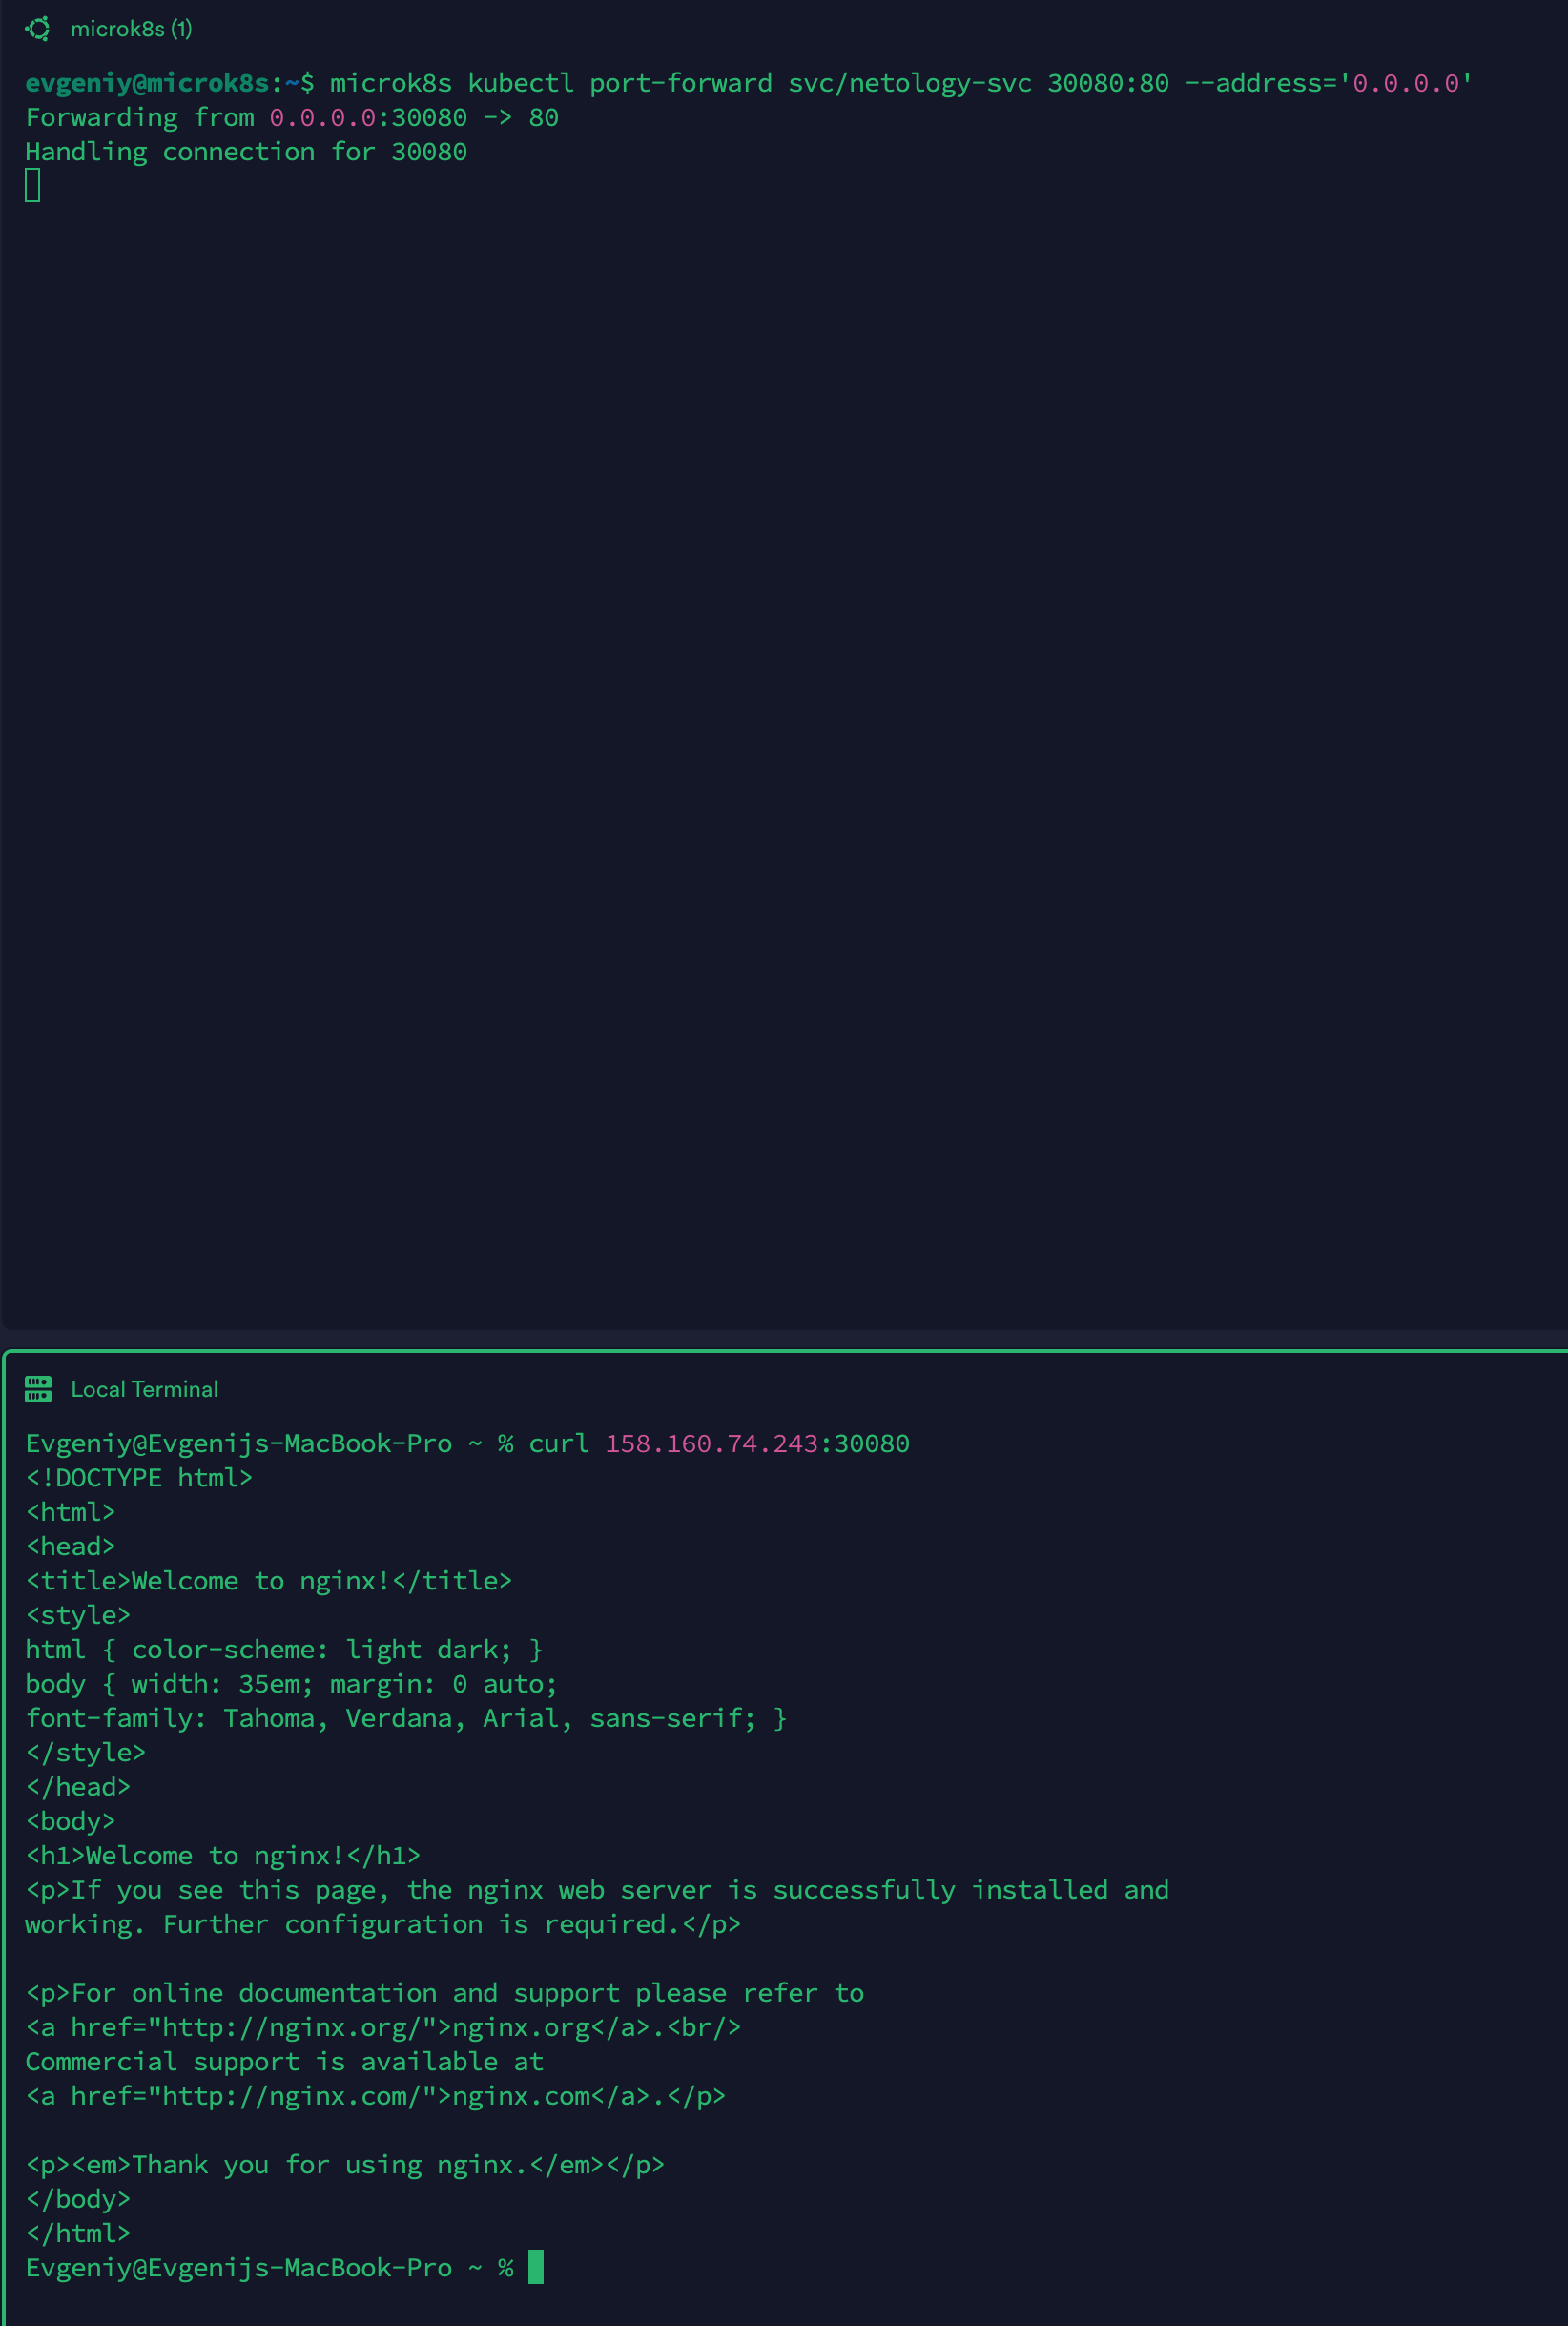 microk8s (1)
evgeniy@microk8s:~$ microk8s kubectl port-forward svc/netology-svc 30080:80 --address='0.0.0.0'
Forwarding from 0.0.0.0:30080 -> 80
Handling connection for 30080
Local Terminal
Evgeniy@Evgenijs-MacBook-Pro ~ % curl 158.160.74.243:30080
<!DOCTYPE html>
<html>
<head>
<title>Welcome to nginx!</title>
<style>
html { color-scheme: light dark; }
body { width: 35em; margin: 0 auto;
font-family: Tahoma, Verdana, Arial, sans-serif; }
</style>
</head>
<body>
<h1>Welcome to nginx!</h1>
<p>If you see this page, the nginx web server is successfully installed and
working. Further configuration is required.</p>
<p>For online documentation and support please refer to
<a href="http://nginx.org/">nginx.org</a>.<br/>
Commercial support is available at
<a href="http://nginx.com/">nginx.com</a>.</p>
<p><em>Thank you for using nginx.</em></p>
</body>
</html>
Evgeniy@Evgenijs-MacBook-Pro ~ %